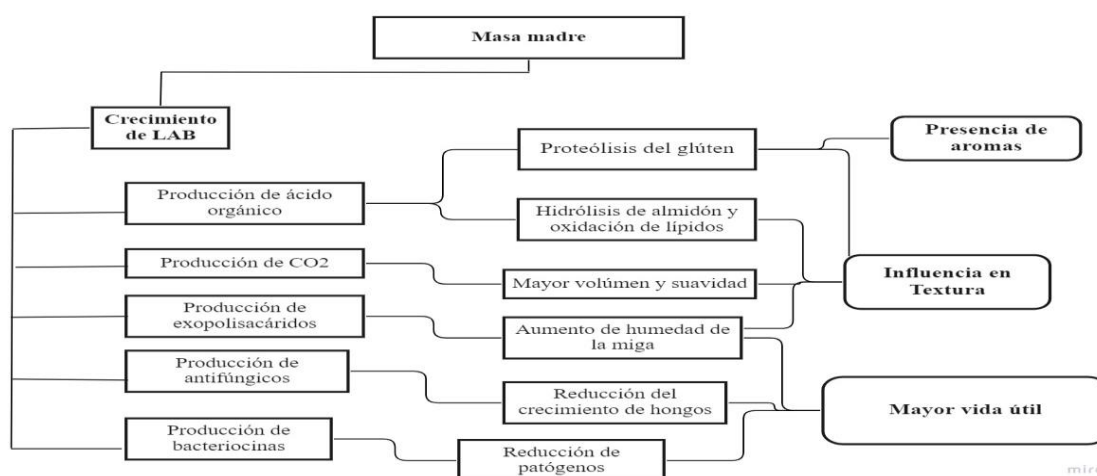 Masa madre
Crecimiento
de LAB
Presencia de
aromas
Proteólisis del glúten
Producción de ácido
orgánico
Hidrólisis de almidón y
oxidación de lípidos
Producción de CO2
Mayor volúmen y suavidad
Influencia en
Textura
Producción de
exopolisacáridos
Aumento de humedad de
la miga
Producción de
antifúngicos
Reducción del
crecimiento de hongos
Mayor vida útil
Producción de
bacteriocinas
Reducción de
patógenos